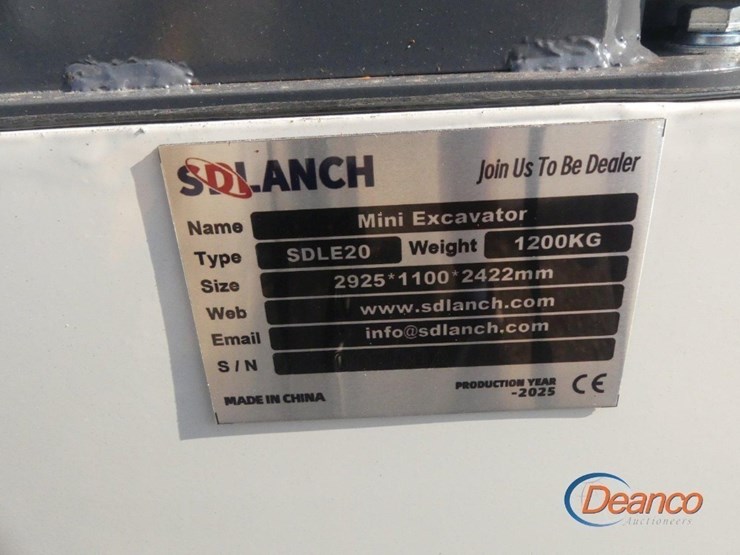 SDLANCH Join Us To Be Dealer
Name Mini Excavator
Type SDLE20 Weight 1200KG
Size 2925*1100*2422mm
Web www.sdlanch.com
Email info@sdlanch.com
S/N
MADE IN CHINA PRODUCTION YEAR CE
-2025
Deanco
Auctioneers